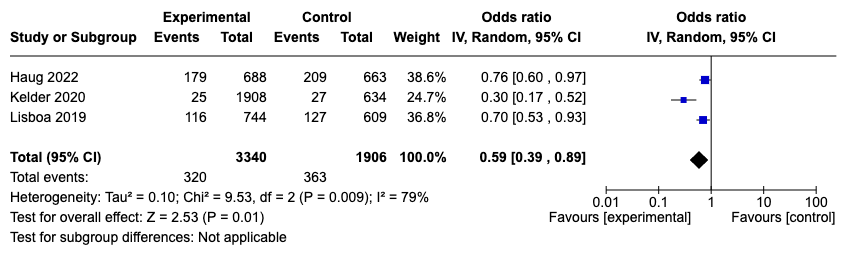 Experimental Control Odds ratio Odds ratio
Study or Subgroup Events Total Events Total Weight IV, Random, 95% CI IV, Random, 95% CI
Haug 2022 179 688 209 663 38.6% 0.76 [0.60 , 0.97]
Kelder 2020 25 1908 27 634 24.7% 0.30 [0.17 , 0.52]
Lisboa 2019 116 744 127 609 36.8% 0.70 [0.53 , 0.93]
Total (95% CI) 3340 1906 100.0% 0.59 [0.39 , 0.89]
Total events: 320 363
Heterogeneity: Tau² = 0.10; Chi² = 9.53, df = 2 (P = 0.009); I² = 79%
Test for overall effect: Z = 2.53 (P = 0.01)
Test for subgroup differences: Not applicable
0.01 0.1 1 10 100
Favours [experimental] Favours [control]